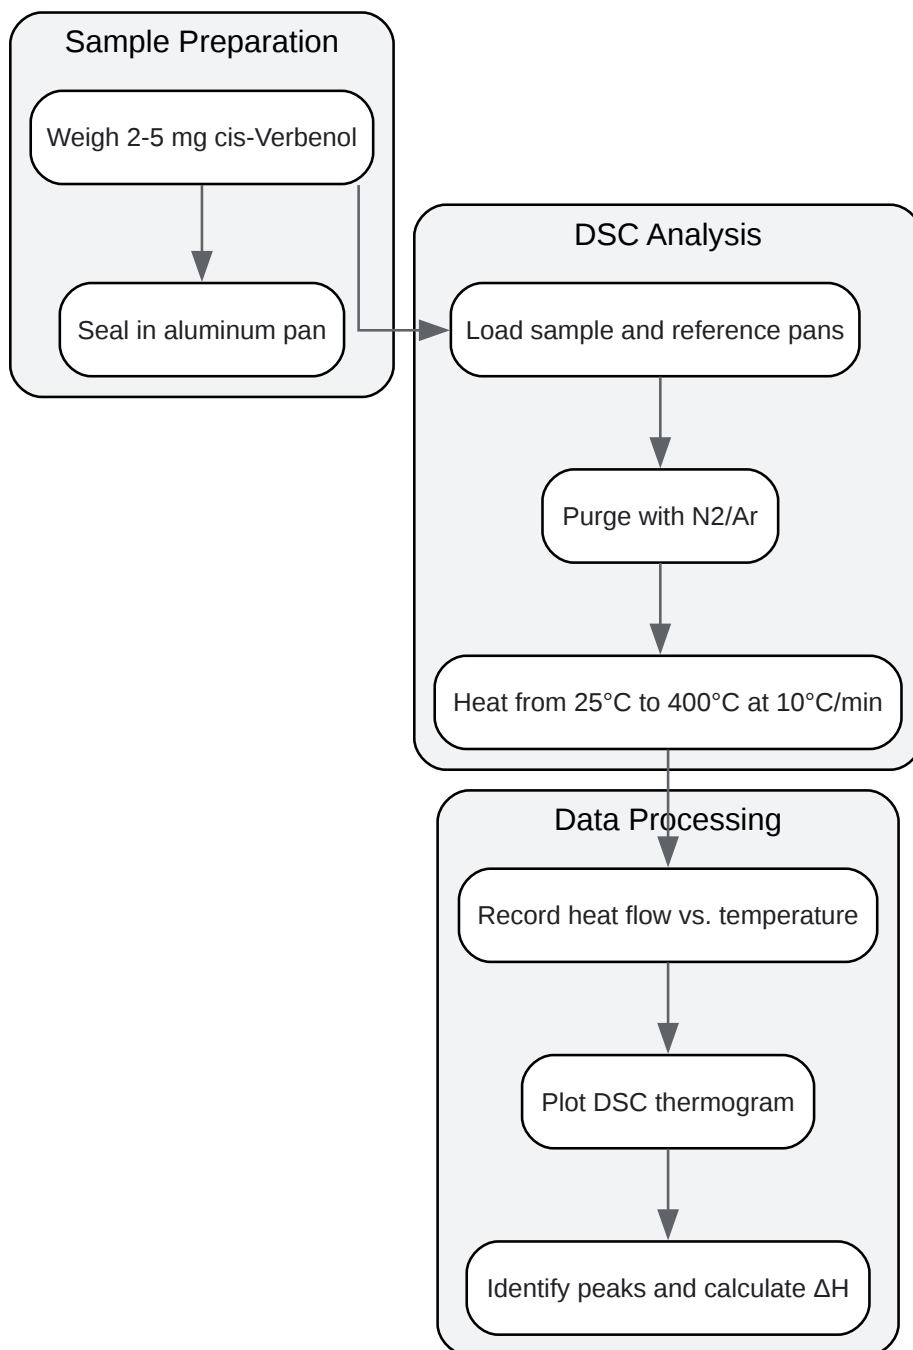 Sample Preparation
Weigh 2-5 mg cis-Verbenol
Seal in aluminum pan
DSC Analysis
Load sample and reference pans
Purge with N2/Ar
Heat from 25°C to 400°C at 10°C/min
Data Processing
Record heat flow vs. temperature
Plot DSC thermogram
Identify peaks and calculate ΔH